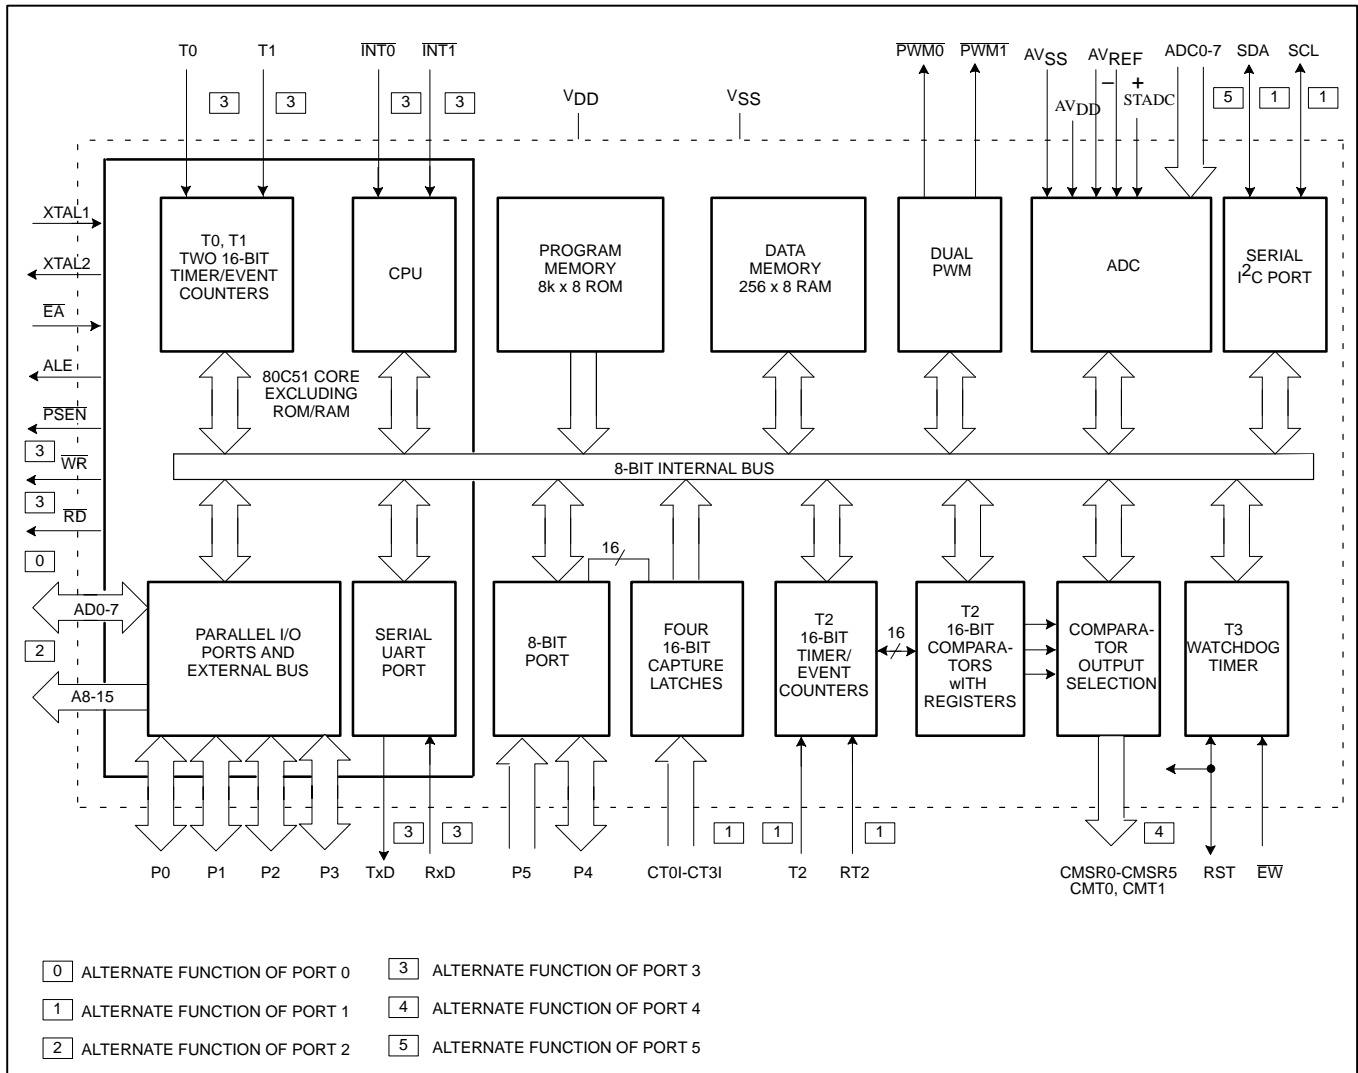 T0 T1 INT0 INT1 PWM0 PWM1 AVSS AVREF ADC0-7 SDA SCL
3 3 3 3 VDD VSS AVDD − + STADC 5 1 1
XTAL1
XTAL2
EA
ALE
PSEN
3
WR
3
RD
0
AD0-7
2
A8-15
T0, T1
TWO 16-BIT
TIMER/EVENT
COUNTERS
CPU
PROGRAM
MEMORY
8k x 8 ROM
DATA
MEMORY
256 x 8 RAM
DUAL
PWM
ADC
SERIAL
I2C PORT
80C51 CORE
EXCLUDING
ROM/RAM
8-BIT INTERNAL BUS
PARALLEL I/O
PORTS AND
EXTERNAL BUS
SERIAL
UART
PORT
8-BIT
PORT
16
FOUR
16-BIT
CAPTURE
LATCHES
T2
16-BIT
TIMER/
EVENT
COUNTERS
16
T2
16-BIT
COMPARA-
TORS
wITH
REGISTERS
COMPARA-
TOR
OUTPUT
SELECTION
T3
WATCHDOG
TIMER
3 3 1 1 1 4
P0 P1 P2 P3 TxD RxD P5 P4 CT0I-CT3I T2 RT2 CMSR0-CMSR5 RST EW
CMT0, CMT1
0 ALTERNATE FUNCTION OF PORT 0
1 ALTERNATE FUNCTION OF PORT 1
2 ALTERNATE FUNCTION OF PORT 2
3 ALTERNATE FUNCTION OF PORT 3
4 ALTERNATE FUNCTION OF PORT 4
5 ALTERNATE FUNCTION OF PORT 5